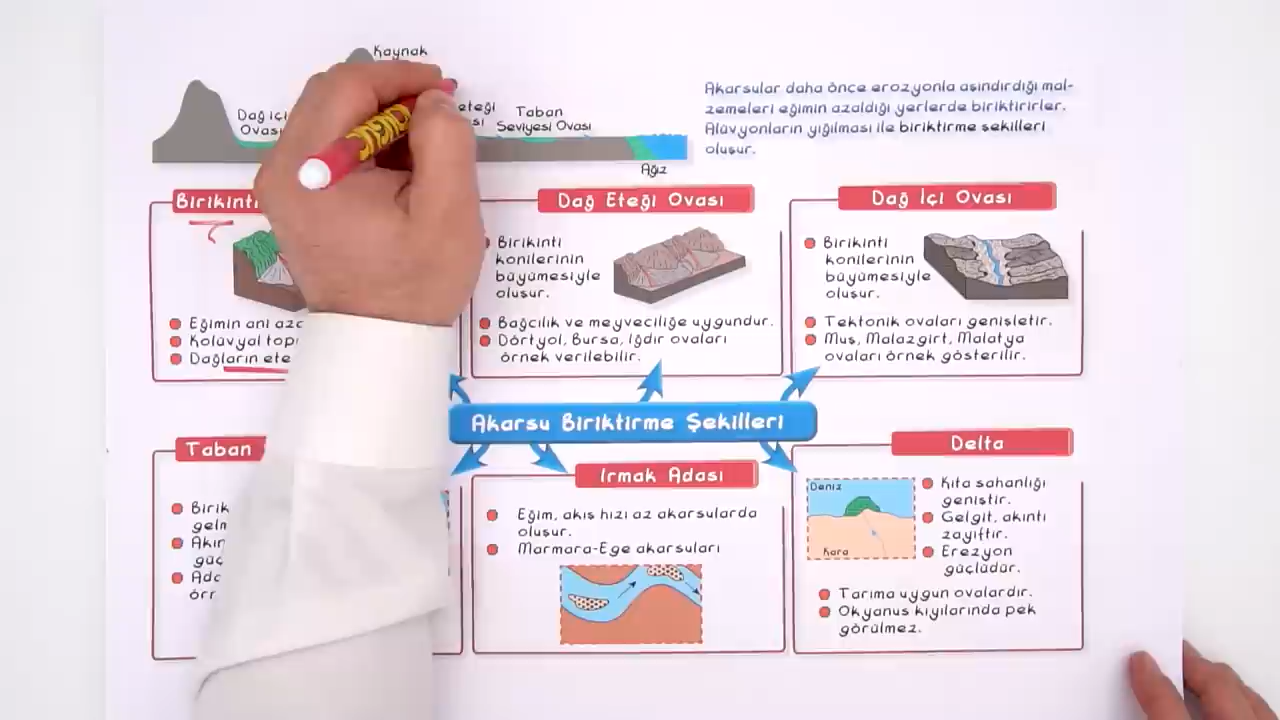 Kaynak
Dağ içi
Ovası
eteği
Taban
Seviyesi Ovası
Ağız
Akarsular daha önce erozyonla aşındırdığı mal-
zemeleri eğimin azaldığı yerlerde biriktirirler.
Alüvyonların yığılması ile biriktirme şekilleri
oluşur.
Birikinti
Eğimin ani aza
Kolüvyal top
Dağların ete
Dağ Eteği Ovası
Birikinti
konilerinin
büyümesiyle
oluşur.
Bağcılık ve meyveciliğe uygundur.
Dörtyol, Bursa, Iğdır ovaları
örnek verilebilir.
Dağ İçi Ovası
Birikinti
konilerinin
büyümesiyle
oluşur.
Tektonik ovaları genişletir.
Muş, Malazgirt, Malatya
ovaları örnek gösterilir.
Akarsu Biriktirme Şekilleri
Taban
Birik
gelm
Akın
güç
Ada
örr
Irmak Adası
Eğim, akış hızı az akarsularda
oluşur.
Marmara-Ege akarsuları
Delta
Deniz
Kara
Kıta sahanlığı
geniştir.
Gelgit, akıntı
zayıftır.
Erezyon
güçlüdür.
Tarıma uygun ovalardır.
Okyanus kıyılarında pek
görülmez.